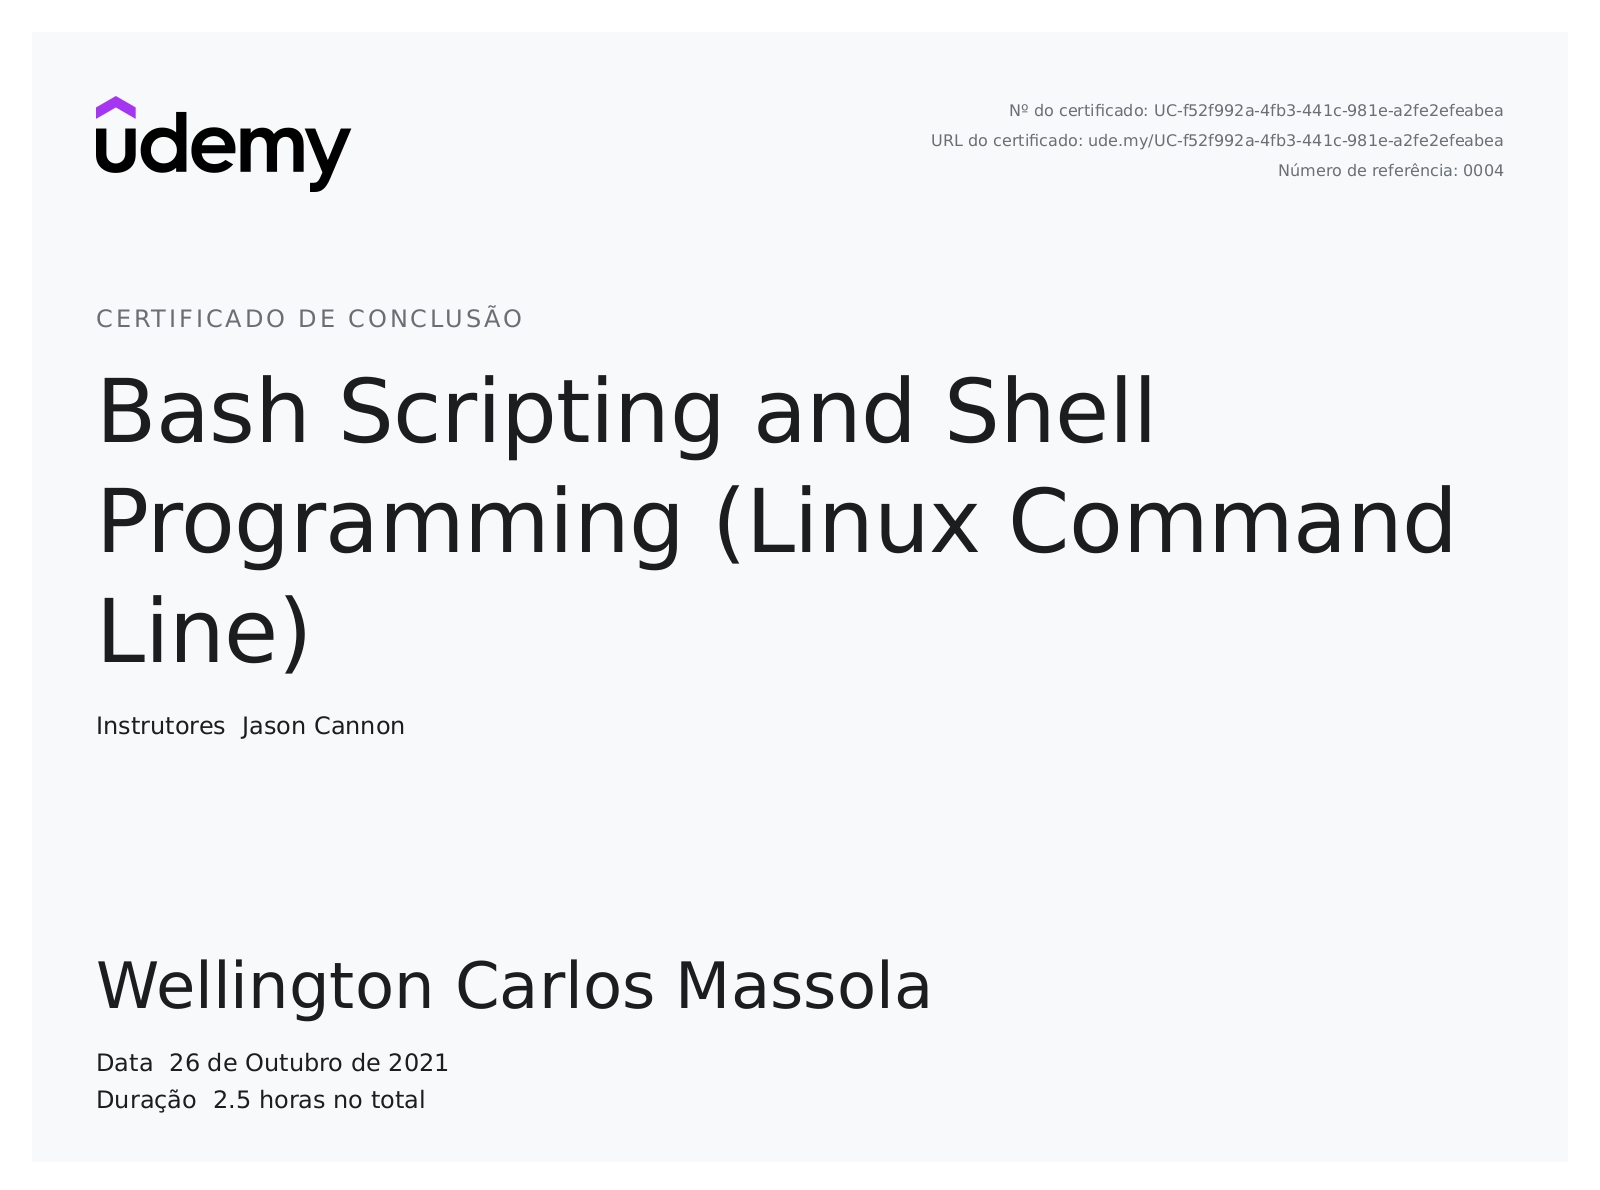 udemy
Nº do certificado: UC-f52f992a-4fb3-441c-981e-a2fe2efeabea
URL do certificado: ude.my/UC-f52f992a-4fb3-441c-981e-a2fe2efeabea
Número de referência: 0004
CERTIFICADO DE CONCLUSÃO
Bash Scripting and Shell
Programming (Linux Command
Line)
Instrutores Jason Cannon
Wellington Carlos Massola
Data 26 de Outubro de 2021
Duração 2.5 horas no total